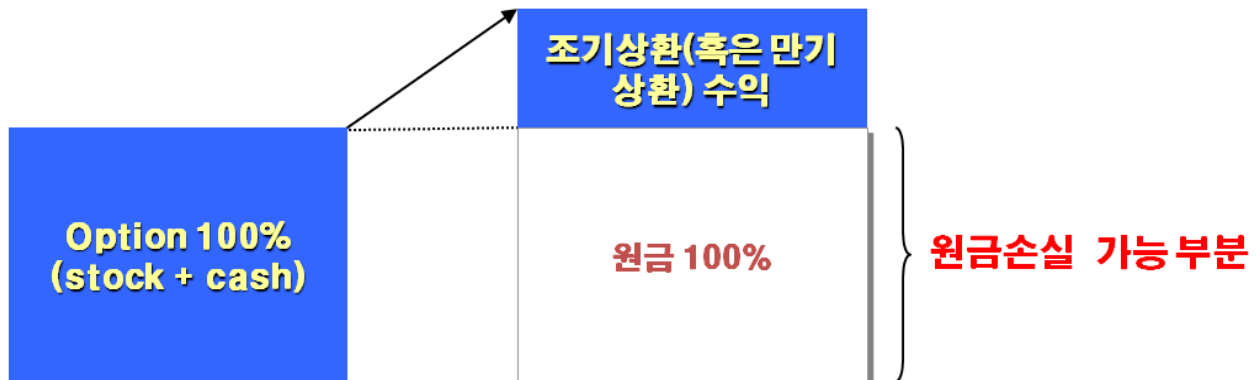 조기상환(혹은 만기
상환) 수익
Option 100%
(stock + cash)
원금 100%
원금손실 가능 부분